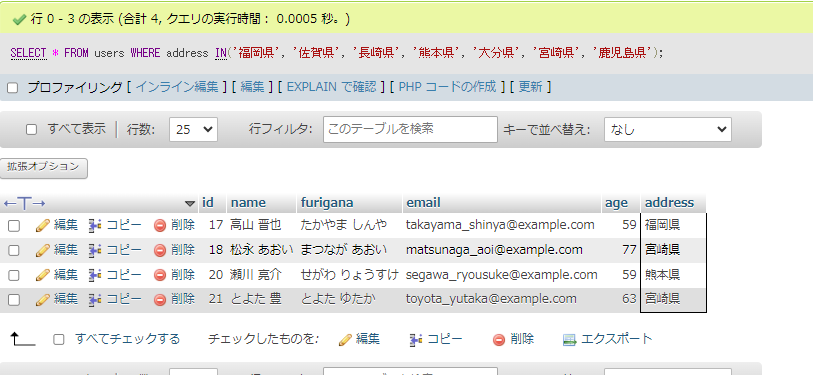 行 0 - 3 の表示 (合計 4, クエリの実行時間： 0.0005 秒。)
SELECT * FROM users WHERE address IN('福岡県', '佐賀県', '長崎県', '熊本県', '大分県', '宮崎県', '鹿児島県');
プロファイリング [ インライン編集 ] [ 編集 ] [ EXPLAIN で確認 ] [ PHP コードの作成 ] [ 更新 ]
すべて表示 | 行数: 25 行フィルタ: このテーブルを検索 キーで並べ替え: なし
拡張オプション
←T→ id name furigana email age address
編集 コピー 削除 17 高山 晋也 たかやま しんや takayama_shinya@example.com 59 福岡県
編集 コピー 削除 18 松永 あおい まつなが あおい matsunaga_aoi@example.com 77 宮崎県
編集 コピー 削除 20 瀬川 亮介 せがわ りょうすけ segawa_ryousuke@example.com 59 熊本県
編集 コピー 削除 21 とよた 豊 とよた ゆたか toyota_yutaka@example.com 63 宮崎県
すべてチェックする チェックしたものを: 編集 コピー 削除 エクスポート